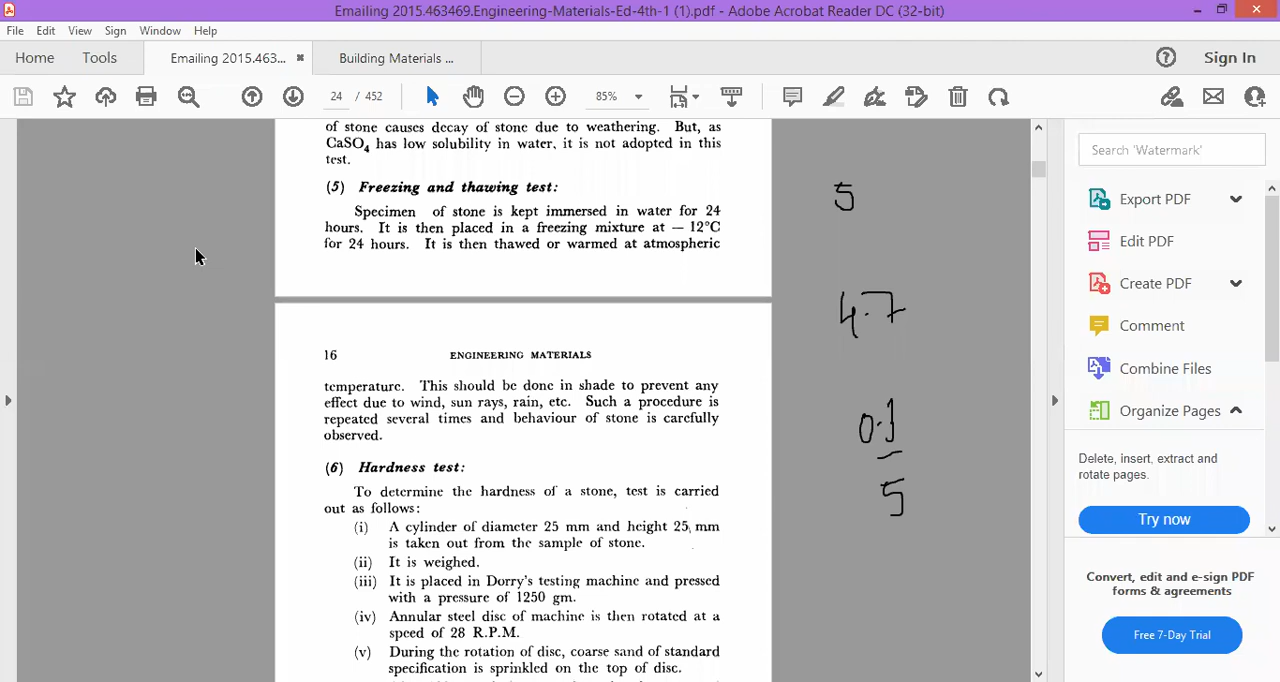 Emailing 2015.463469.Engineering-Materials-Ed-4th-1 (1).pdf - Adobe Acrobat Reader DC (32-bit)
File Edit View Sign Window Help
Home Tools Emailing 2015.463... × Building Materials ... Sign In
24 / 452 85%
of stone causes decay of stone due to weathering. But, as
CaSO₄ has low solubility in water, it is not adopted in this
test.
(5) Freezing and thawing test:
Specimen of stone is kept immersed in water for 24
hours. It is then placed in a freezing mixture at — 12°C
for 24 hours. It is then thawed or warmed at atmospheric
16 ENGINEERING MATERIALS
temperature. This should be done in shade to prevent any
effect due to wind, sun rays, rain, etc. Such a procedure is
repeated several times and behaviour of stone is carefully
observed.
(6) Hardness test:
To determine the hardness of a stone, test is carried
out as follows:
(i) A cylinder of diameter 25 mm and height 25 mm
is taken out from the sample of stone.
(ii) It is weighed.
(iii) It is placed in Dorry's testing machine and pressed
with a pressure of 1250 gm.
(iv) Annular steel disc of machine is then rotated at a
speed of 28 R.P.M.
(v) During the rotation of disc, coarse sand of standard
specification is sprinkled on the top of disc.
5
4.7
0.1
5
Search 'Watermark'
Export PDF
Edit PDF
Create PDF
Comment
Combine Files
Organize Pages
Delete, insert, extract and
rotate pages.
Try now
Convert, edit and e-sign PDF
forms & agreements
Free 7-Day Trial